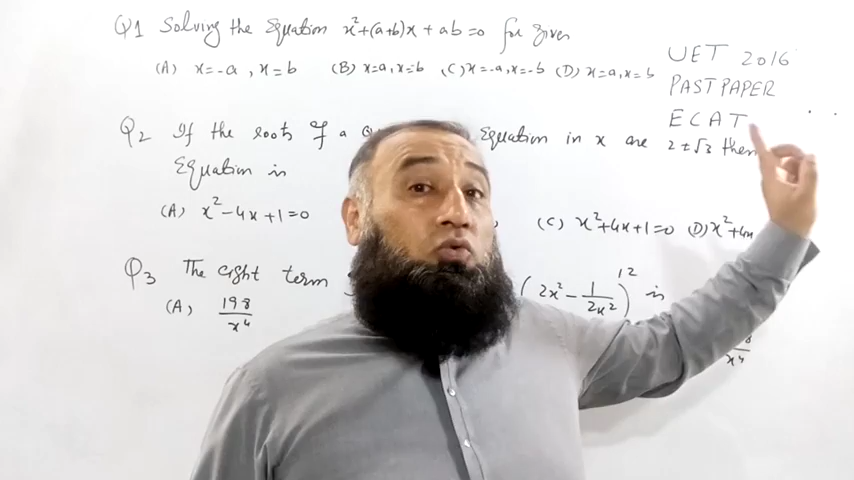 Q1 Solving the Equation x²+(a+b)x + ab=0 for given
(A) x=-a, x=b (B) x=a, x=b, (C) x=-a, x=-b (D) x=a, x=b
UET 2016
PAST PAPER
ECAT
Q2 If the roots of a Equation in x are 2±√3 then
Equation in
(A) x²-4x+1=0 (C) x²+4x+1=0 (D) x²+4x
Q3 The eight term (2x² - 1/2x²)¹² is
(A) 198/x⁴ 8/x⁴